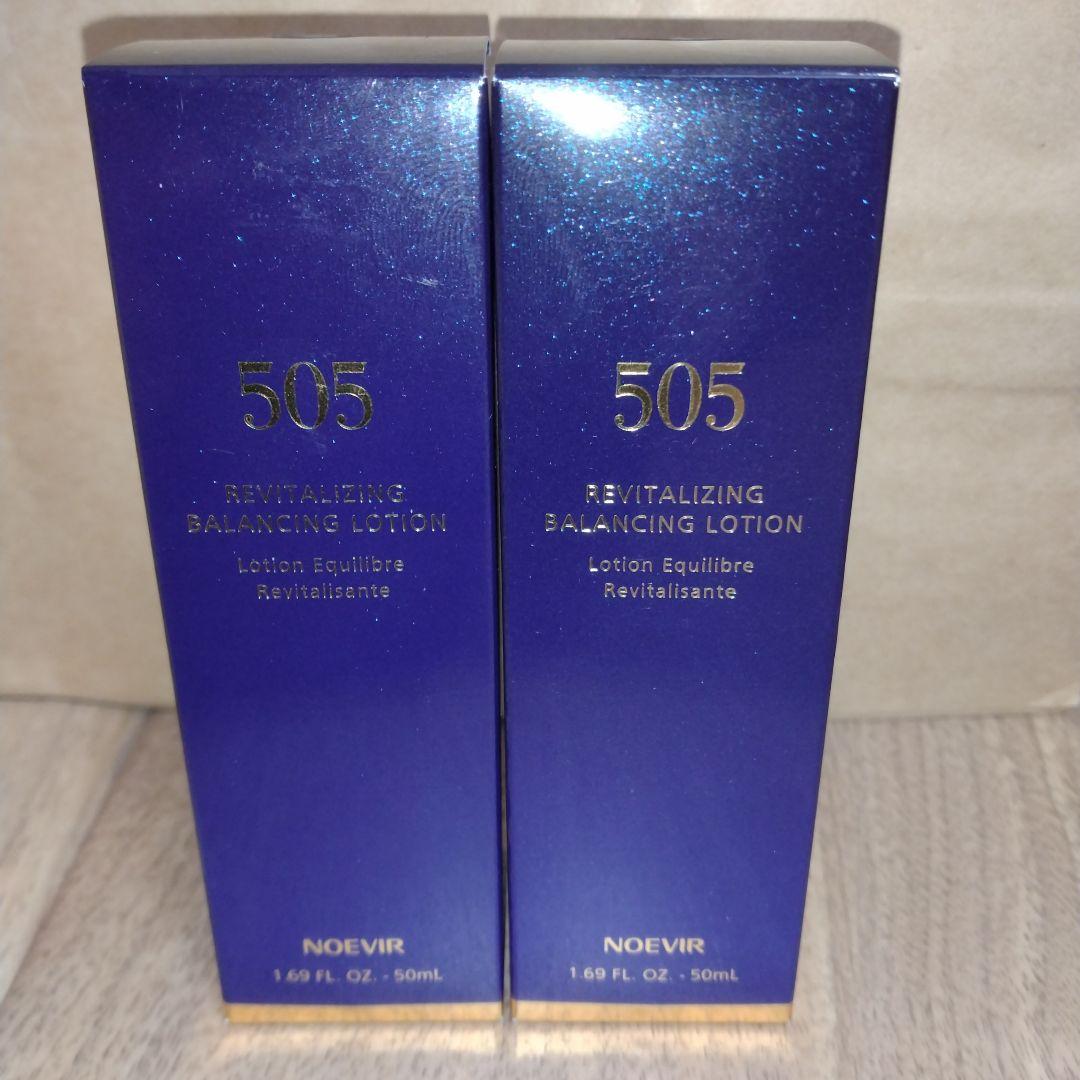 505
REVITALIZING
BALANCING LOTION
Lotion Equilibre
Revitalisante
NOEVIR
1.69 FL. OZ. - 50mL
505
REVITALIZING
BALANCING LOTION
Lotion Equilibre
Revitalisante
NOEVIR
1.69 FL. OZ. - 50mL